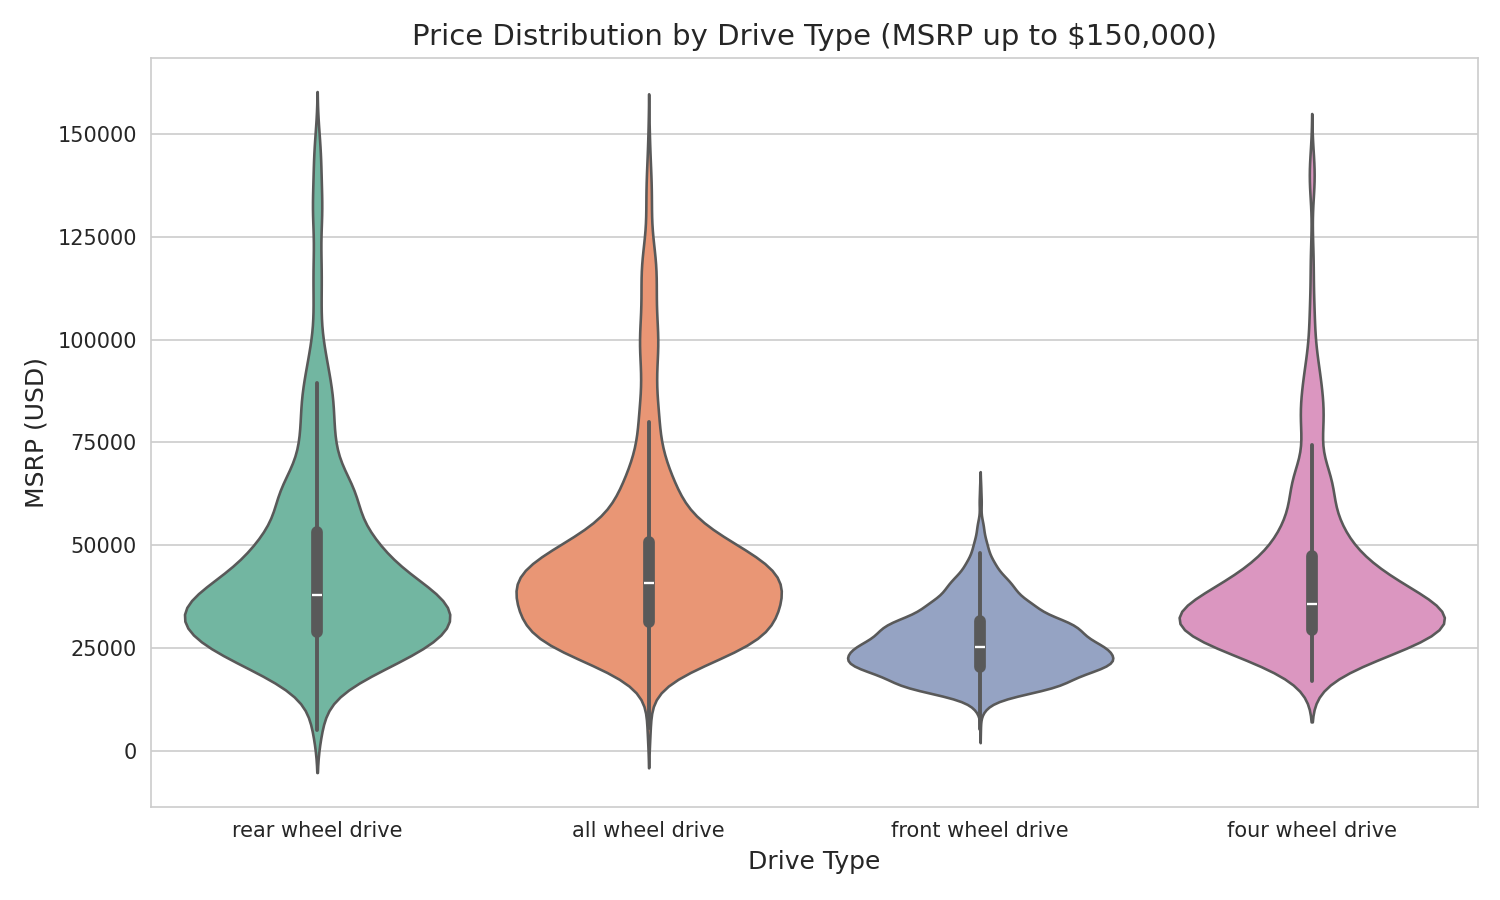 Price Distribution by Drive Type (MSRP up to $150,000)
MSRP (USD)
150000
125000
100000
75000
50000
25000
0
rear wheel drive
all wheel drive
front wheel drive
four wheel drive
Drive Type